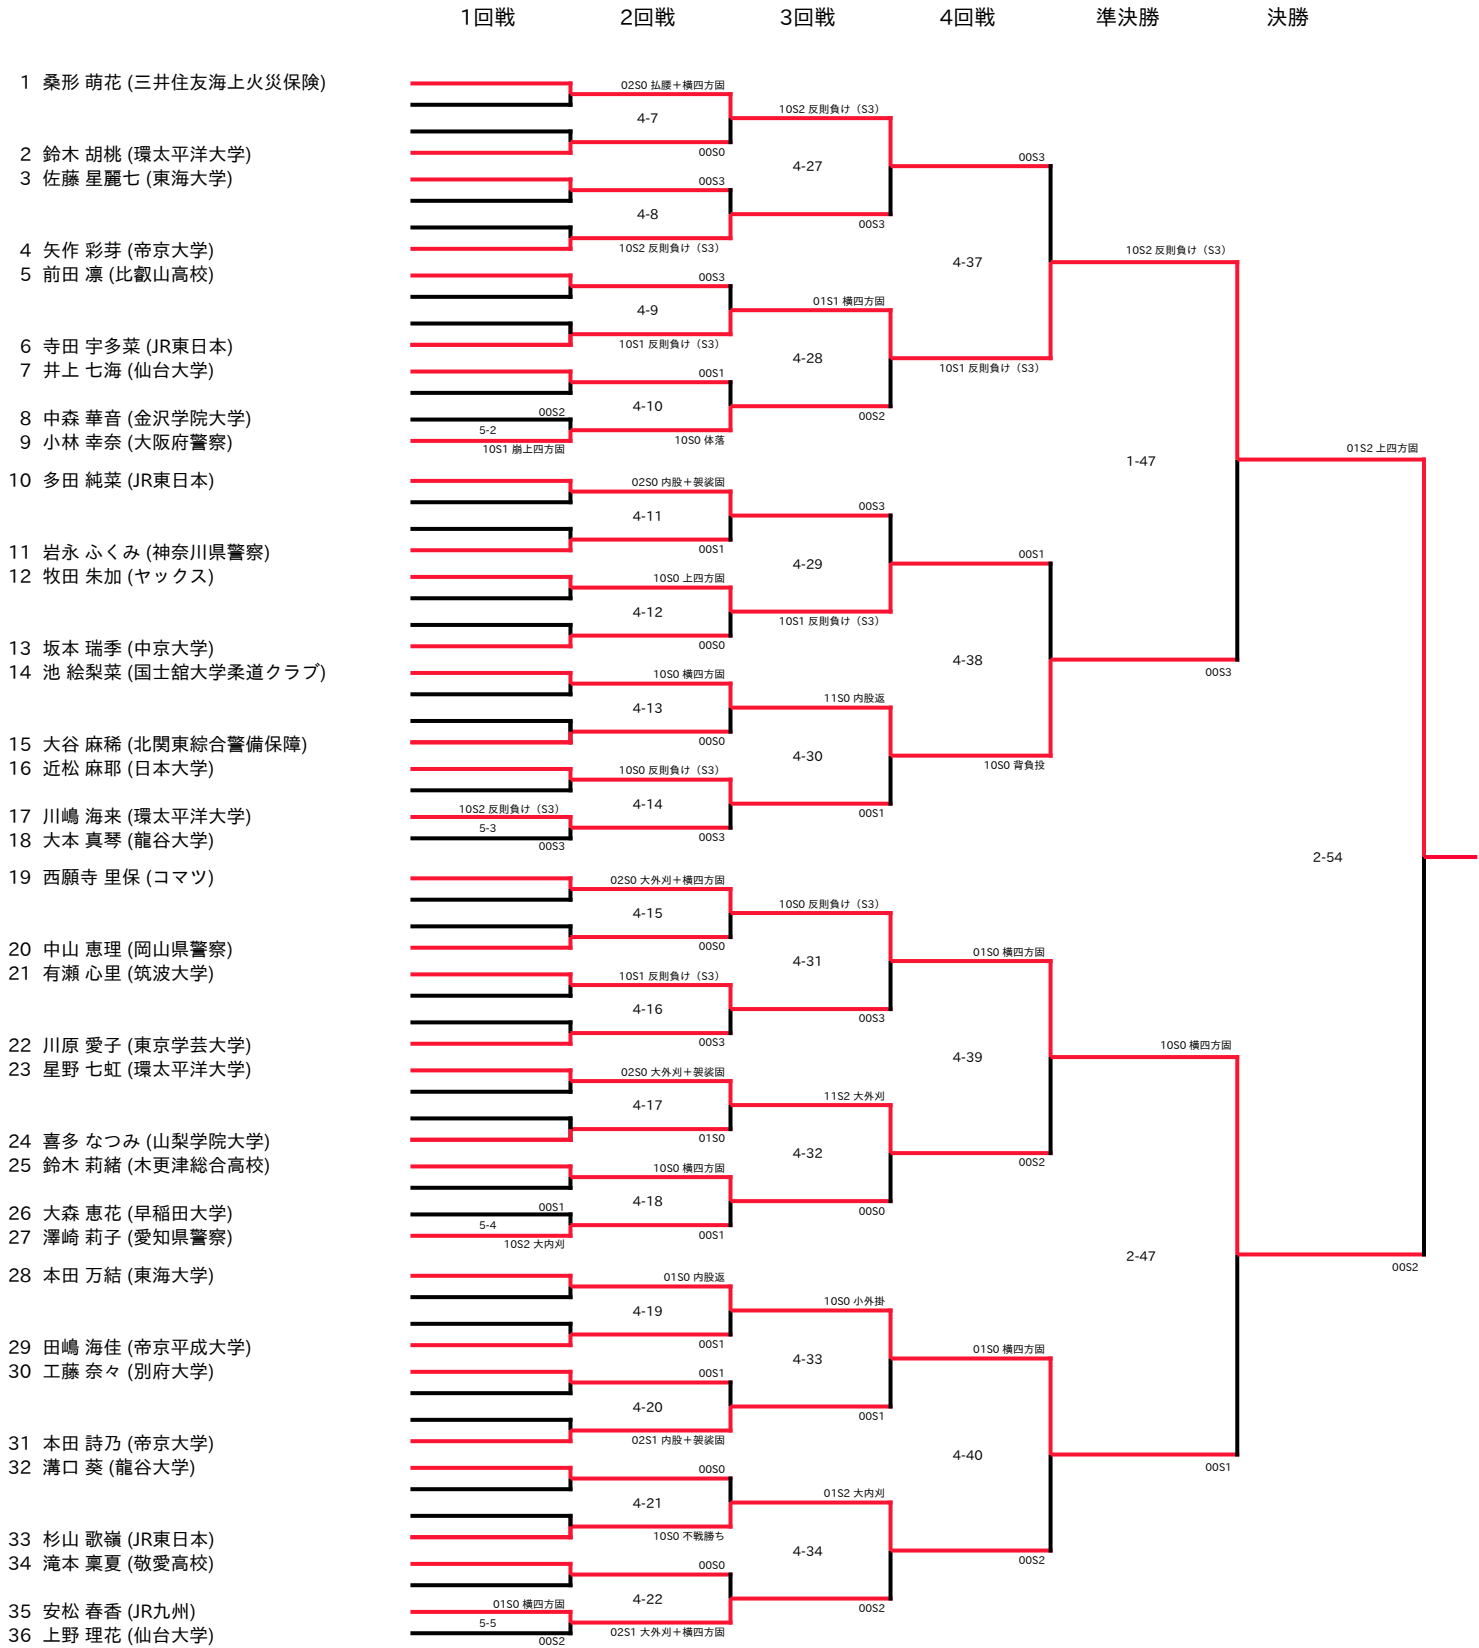 1回戦 2回戦 3回戦 4回戦 準決勝 決勝
1 桑形 萌花 (三井住友海上火災保険)
02S0 払腰＋横四方固
10S2 反則負け（S3）
4-7
2 鈴木 胡桃 (環太平洋大学)
00S0
00S3
4-27
3 佐藤 星麗七 (東海大学)
00S3
4-8
00S3
4 矢作 彩芽 (帝京大学)
10S2 反則負け（S3）
10S2 反則負け（S3）
4-37
5 前田 凛 (比叡山高校)
00S3
01S1 横四方固
4-9
6 寺田 宇多菜 (JR東日本)
10S1 反則負け（S3）
4-28
7 井上 七海 (仙台大学)
00S1
10S1 反則負け（S3）
4-10
8 中森 華音 (金沢学院大学)
00S2
00S2
5-2
9 小林 幸奈 (大阪府警察)
10S0 体落
10S1 崩上四方固
01S2 上四方固
1-47
10 多田 純菜 (JR東日本)
02S0 内股＋袈裟固
00S3
4-11
11 岩永 ふくみ (神奈川県警察)
00S1
00S1
4-29
12 牧田 朱加 (ヤックス)
10S0 上四方固
4-12
10S1 反則負け（S3）
13 坂本 瑞季 (中京大学)
00S0
4-38
14 池 絵梨菜 (国士舘大学柔道クラブ)
10S0 横四方固
00S3
11S0 内股返
4-13
15 大谷 麻稀 (北関東綜合警備保障)
00S0
4-30
16 近松 麻耶 (日本大学)
10S0 反則負け（S3）
10S0 背負投
4-14
17 川嶋 海来 (環太平洋大学)
10S2 反則負け（S3）
00S1
5-3
18 大本 真琴 (龍谷大学)
00S3
00S3
2-54
19 西願寺 里保 (コマツ)
02S0 大外刈＋横四方固
10S0 反則負け（S3）
4-15
20 中山 恵理 (岡山県警察)
00S0
01S0 横四方固
4-31
21 有瀬 心里 (筑波大学)
10S1 反則負け（S3）
4-16
00S3
22 川原 愛子 (東京学芸大学)
00S3
10S0 横四方固
4-39
23 星野 七虹 (環太平洋大学)
02S0 大外刈＋袈裟固
11S2 大外刈
4-17
24 喜多 なつみ (山梨学院大学)
01S0
4-32
25 鈴木 莉緒 (木更津総合高校)
10S0 横四方固
00S2
4-18
26 大森 恵花 (早稲田大学)
00S1
00S0
5-4
27 澤崎 莉子 (愛知県警察)
00S1
10S2 大内刈
2-47
00S2
28 本田 万結 (東海大学)
01S0 内股返
10S0 小外掛
4-19
29 田嶋 海佳 (帝京平成大学)
00S1
01S0 横四方固
4-33
30 工藤 奈々 (別府大学)
00S1
4-20
00S1
31 本田 詩乃 (帝京大学)
02S1 内股＋袈裟固
4-40
32 溝口 葵 (龍谷大学)
00S0
00S1
01S2 大内刈
4-21
33 杉山 歌嶺 (JR東日本)
10S0 不戦勝ち
4-34
34 滝本 稟夏 (敬愛高校)
00S0
00S2
4-22
35 安松 春香 (JR九州)
01S0 横四方固
00S2
5-5
36 上野 理花 (仙台大学)
02S1 大外刈＋横四方固
00S2